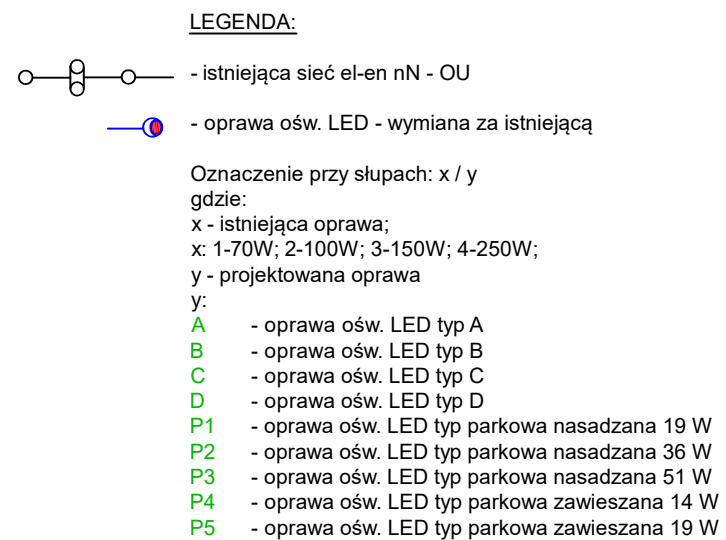 LEGENDA:
- istniejąca sieć el-en nN - OU
- oprawa ośw. LED - wymiana za istniejącą
Oznaczenie przy słupach: x / y
gdzie:
x - istniejąca oprawa;
x: 1-70W; 2-100W; 3-150W; 4-250W;
y - projektowana oprawa
y:
A - oprawa ośw. LED typ A
B - oprawa ośw. LED typ B
C - oprawa ośw. LED typ C
D - oprawa ośw. LED typ D
P1 - oprawa ośw. LED typ parkowa nasadzana 19 W
P2 - oprawa ośw. LED typ parkowa nasadzana 36 W
P3 - oprawa ośw. LED typ parkowa nasadzana 51 W
P4 - oprawa ośw. LED typ parkowa zawieszana 14 W
P5 - oprawa ośw. LED typ parkowa zawieszana 19 W